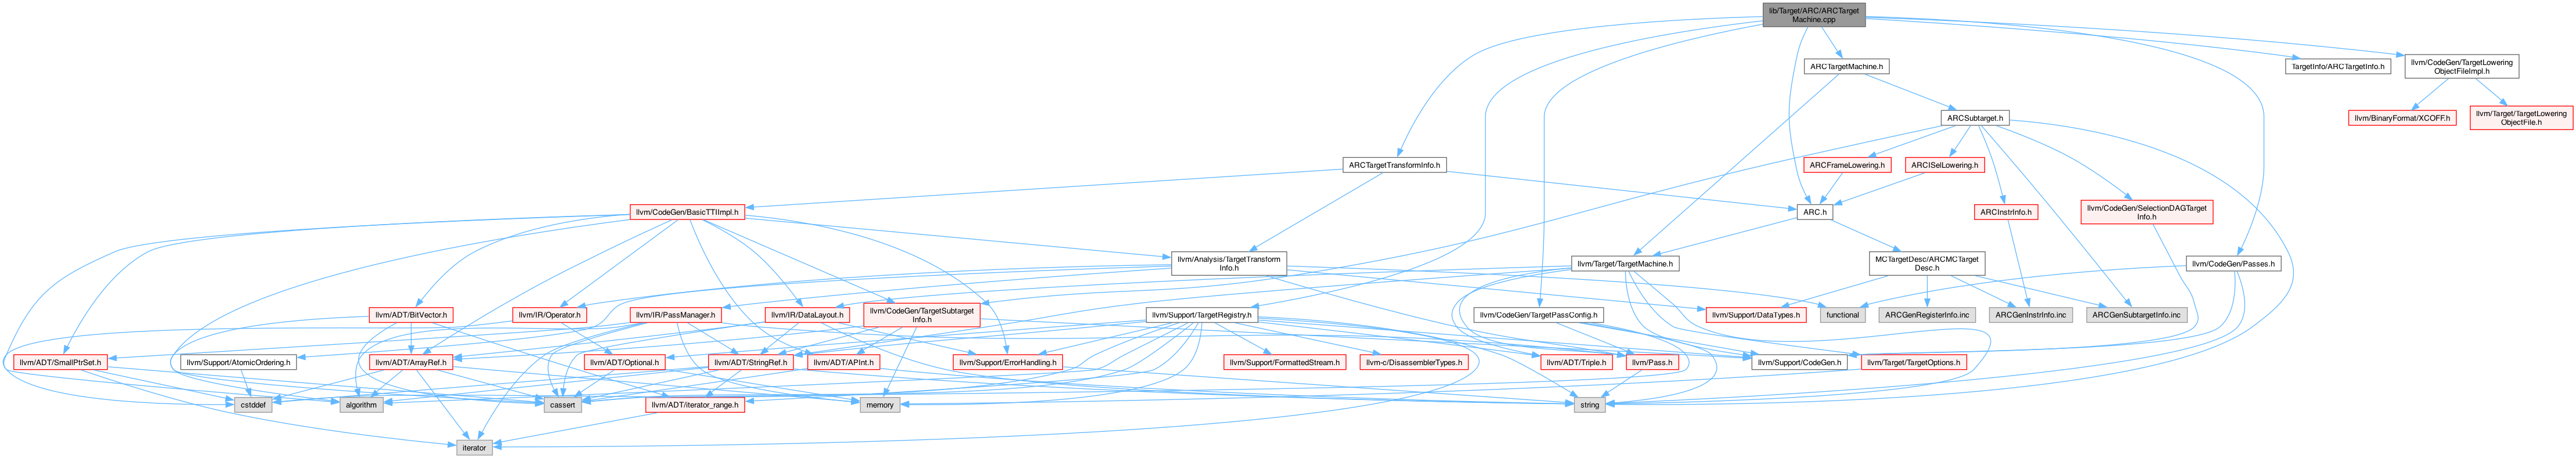 lib/Target/ARC/ARCTarget
Machine.cpp
ARCTargetMachine.h
TargetInfo/ARCTargetInfo.h
llvm/CodeGen/TargetLowering
ObjectFileImpl.h
ARCSubtarget.h
llvm/BinaryFormat/XCOFF.h
llvm/Target/TargetLowering
ObjectFile.h
ARCTargetTransformInfo.h
ARCFrameLowering.h
ARCISelLowering.h
llvm/CodeGen/BasicTTIImpl.h
ARC.h
ARCInstrInfo.h
llvm/CodeGen/SelectionDAGTarget
Info.h
llvm/Analysis/TargetTransform
Info.h
llvm/Target/TargetMachine.h
MCTargetDesc/ARCMCTarget
Desc.h
llvm/CodeGen/Passes.h
llvm/ADT/BitVector.h
llvm/IR/Operator.h
llvm/IR/PassManager.h
llvm/IR/DataLayout.h
llvm/CodeGen/TargetSubtarget
Info.h
llvm/Support/TargetRegistry.h
llvm/CodeGen/TargetPassConfig.h
llvm/Support/DataTypes.h
functional
ARCGenRegisterInfo.inc
ARCGenInstrInfo.inc
ARCGenSubtargetInfo.inc
llvm/ADT/SmallPtrSet.h
llvm/Support/AtomicOrdering.h
llvm/ADT/ArrayRef.h
llvm/ADT/Optional.h
llvm/ADT/StringRef.h
llvm/ADT/APInt.h
llvm/Support/ErrorHandling.h
llvm/Support/FormattedStream.h
llvm-c/DisassemblerTypes.h
llvm/ADT/Triple.h
llvm/Pass.h
llvm/Support/CodeGen.h
llvm/Target/TargetOptions.h
cstddef
algorithm
cassert
llvm/ADT/iterator_range.h
memory
string
iterator